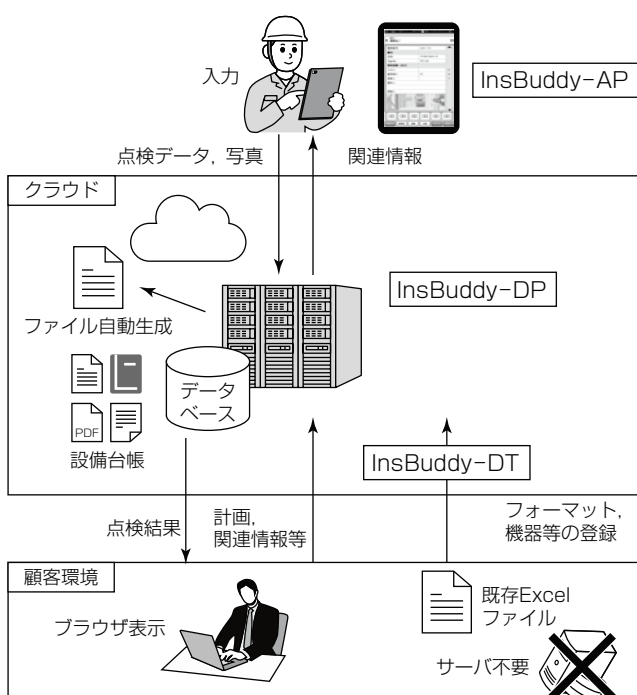 入力
InsBuddy-AP
点検データ，写真
関連情報
クラウド
InsBuddy-DP
ファイル自動生成
データ
ベース
PDF
設備台帳
InsBuddy-DT
点検結果
計画，
関連情報等
フォーマット，
機器等の登録
顧客環境
ブラウザ表示
既存Excel
ファイル
サーバ不要